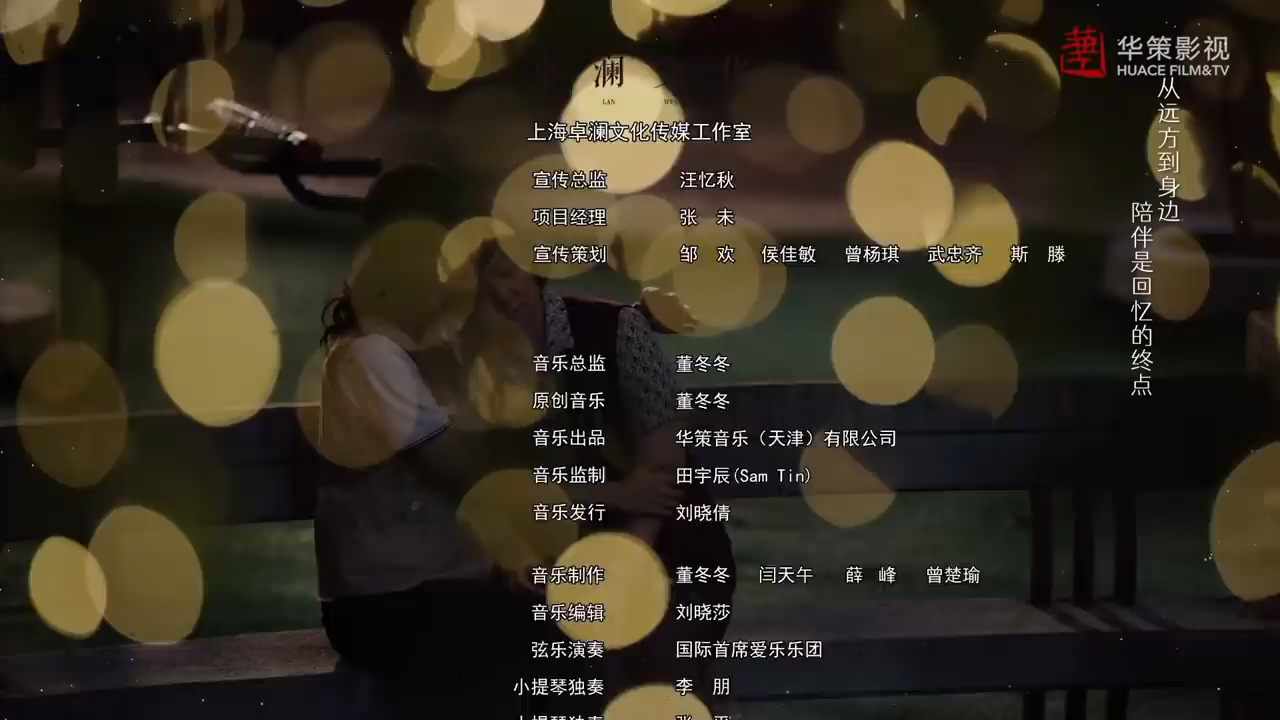 華
华策影视
HUACE FILM&TV
澜
LAN
上海卓澜文化传媒工作室
宣传总监 汪忆秋
项目经理 张 未
宣传策划 邹 欢 侯佳敏 曾杨琪 武忠齐 斯 滕
从远方到身边
陪伴是回忆的终点
音乐总监 董冬冬
原创音乐 董冬冬
音乐出品 华策音乐（天津）有限公司
音乐监制 田宇辰(Sam Tin)
音乐发行 刘晓倩
音乐制作 董冬冬 闫天午 薛 峰 曾楚瑜
音乐编辑 刘晓莎
弦乐演奏 国际首席爱乐乐团
小提琴独奏 李 朋